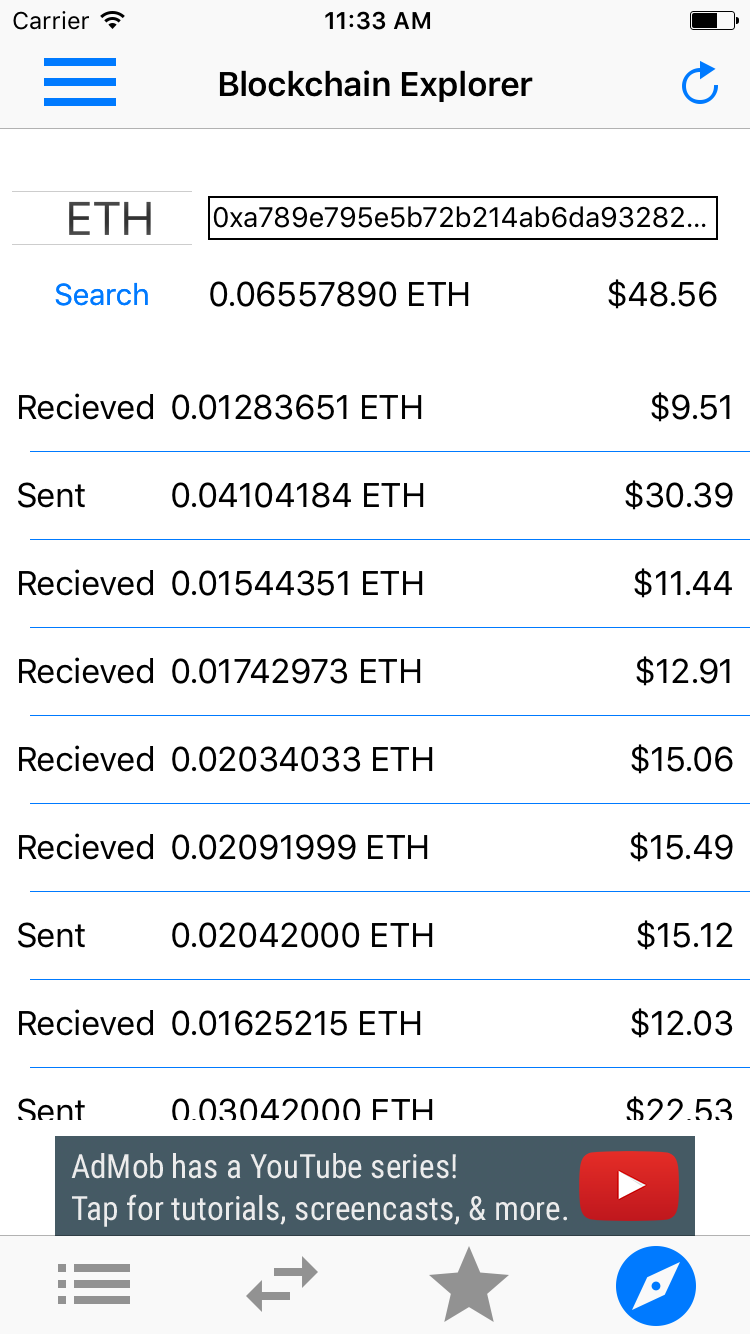 Carrier 11:33 AM
Blockchain Explorer
ETH 0xa789e795e5b72b214ab6da93282...
Search 0.06557890 ETH $48.56
Recieved 0.01283651 ETH $9.51
Sent 0.04104184 ETH $30.39
Recieved 0.01544351 ETH $11.44
Recieved 0.01742973 ETH $12.91
Recieved 0.02034033 ETH $15.06
Recieved 0.02091999 ETH $15.49
Sent 0.02042000 ETH $15.12
Recieved 0.01625215 ETH $12.03
Sent 0.03042000 ETH $22.53
AdMob has a YouTube series!
Tap for tutorials, screencasts, & more.